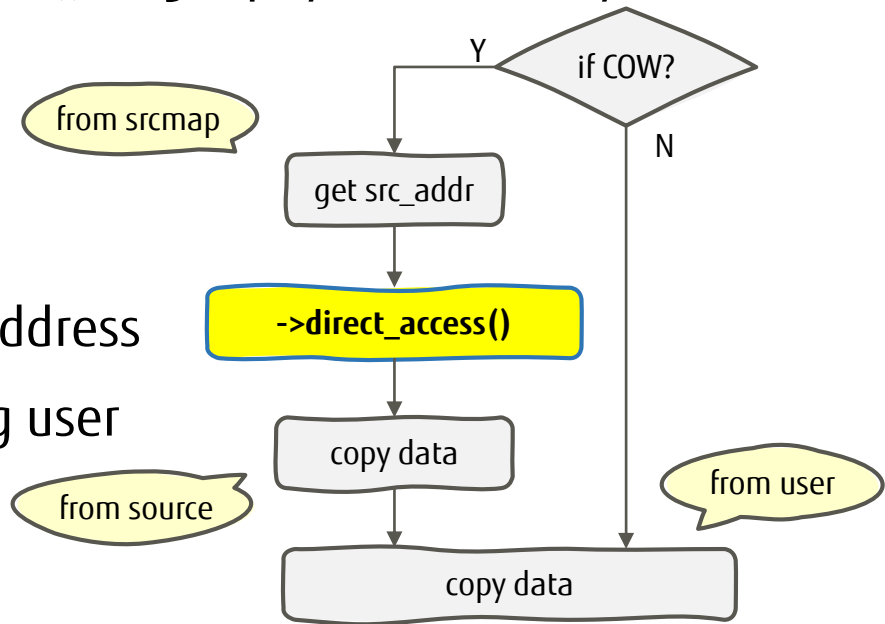 Y
if COW?
from srcmap
N
get src_addr
ddress
->direct_access()
g user
copy data
from user
from source
copy data